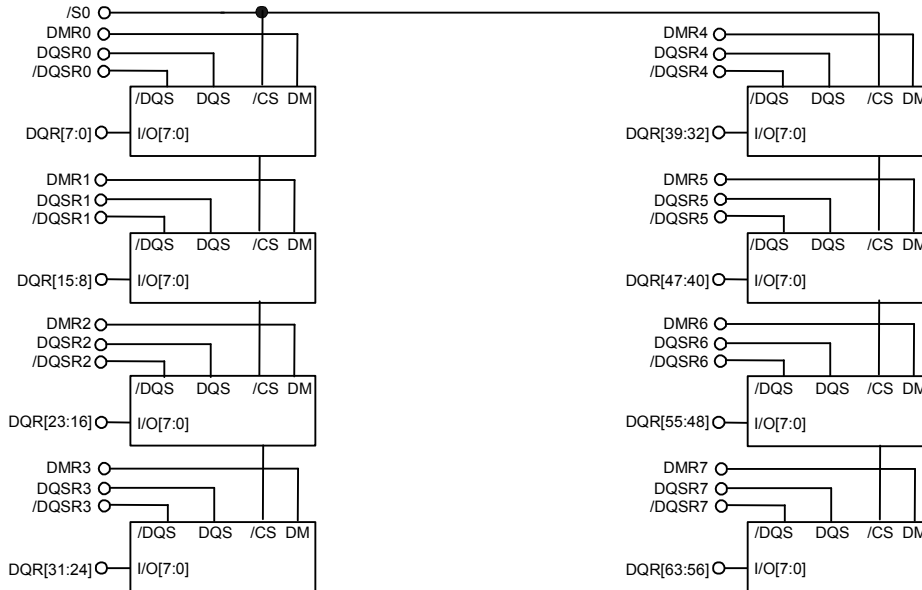 /S0
DMR0
DQSR0
/DQSR0
/DQS DQS /CS DM
DQR[7:0] I/O[7:0]
DMR1
DQSR1
/DQSR1
/DQS DQS /CS DM
DQR[15:8] I/O[7:0]
DMR2
DQSR2
/DQSR2
/DQS DQS /CS DM
DQR[23:16] I/O[7:0]
DMR3
DQSR3
/DQSR3
/DQS DQS /CS DM
DQR[31:24] I/O[7:0]
DMR4
DQSR4
/DQSR4
/DQS DQS /CS DM
DQR[39:32] I/O[7:0]
DMR5
DQSR5
/DQSR5
/DQS DQS /CS DM
DQR[47:40] I/O[7:0]
DMR6
DQSR6
/DQSR6
/DQS DQS /CS DM
DQR[55:48] I/O[7:0]
DMR7
DQSR7
/DQSR7
/DQS DQS /CS DM
DQR[63:56] I/O[7:0]